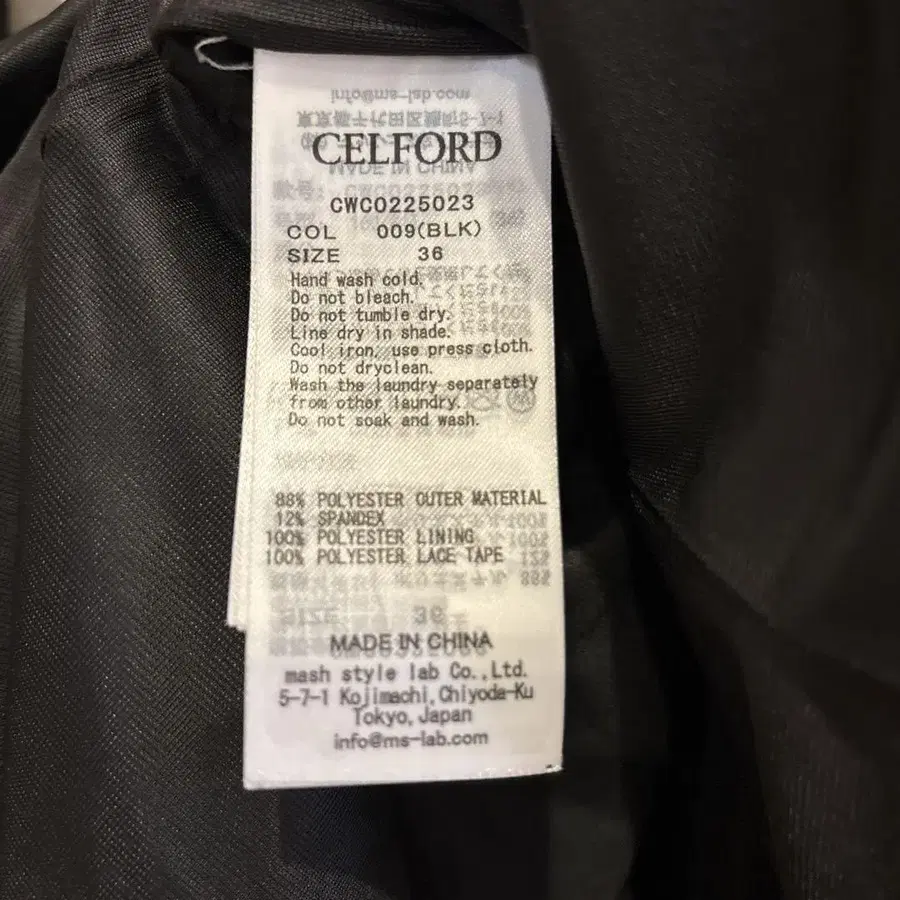 CELFORD
CWCO225023
COL 009(BLK)
SIZE 36
Hand wash cold.
Do not bleach.
Do not tumble dry.
Line dry in shade.
Cool iron, use press cloth.
Do not dryclean.
Wash the laundry separately
from other laundry.
Do not soak and wash.
88% POLYESTER OUTER MATERIAL
12% SPANDEX
100% POLYESTER LINING
100% POLYESTER LACE TAPE
MADE IN CHINA
mash style lab Co.,Ltd.
5-7-1 Kojimachi,Chiyoda-Ku
Tokyo,Japan
info@ms-lab.com